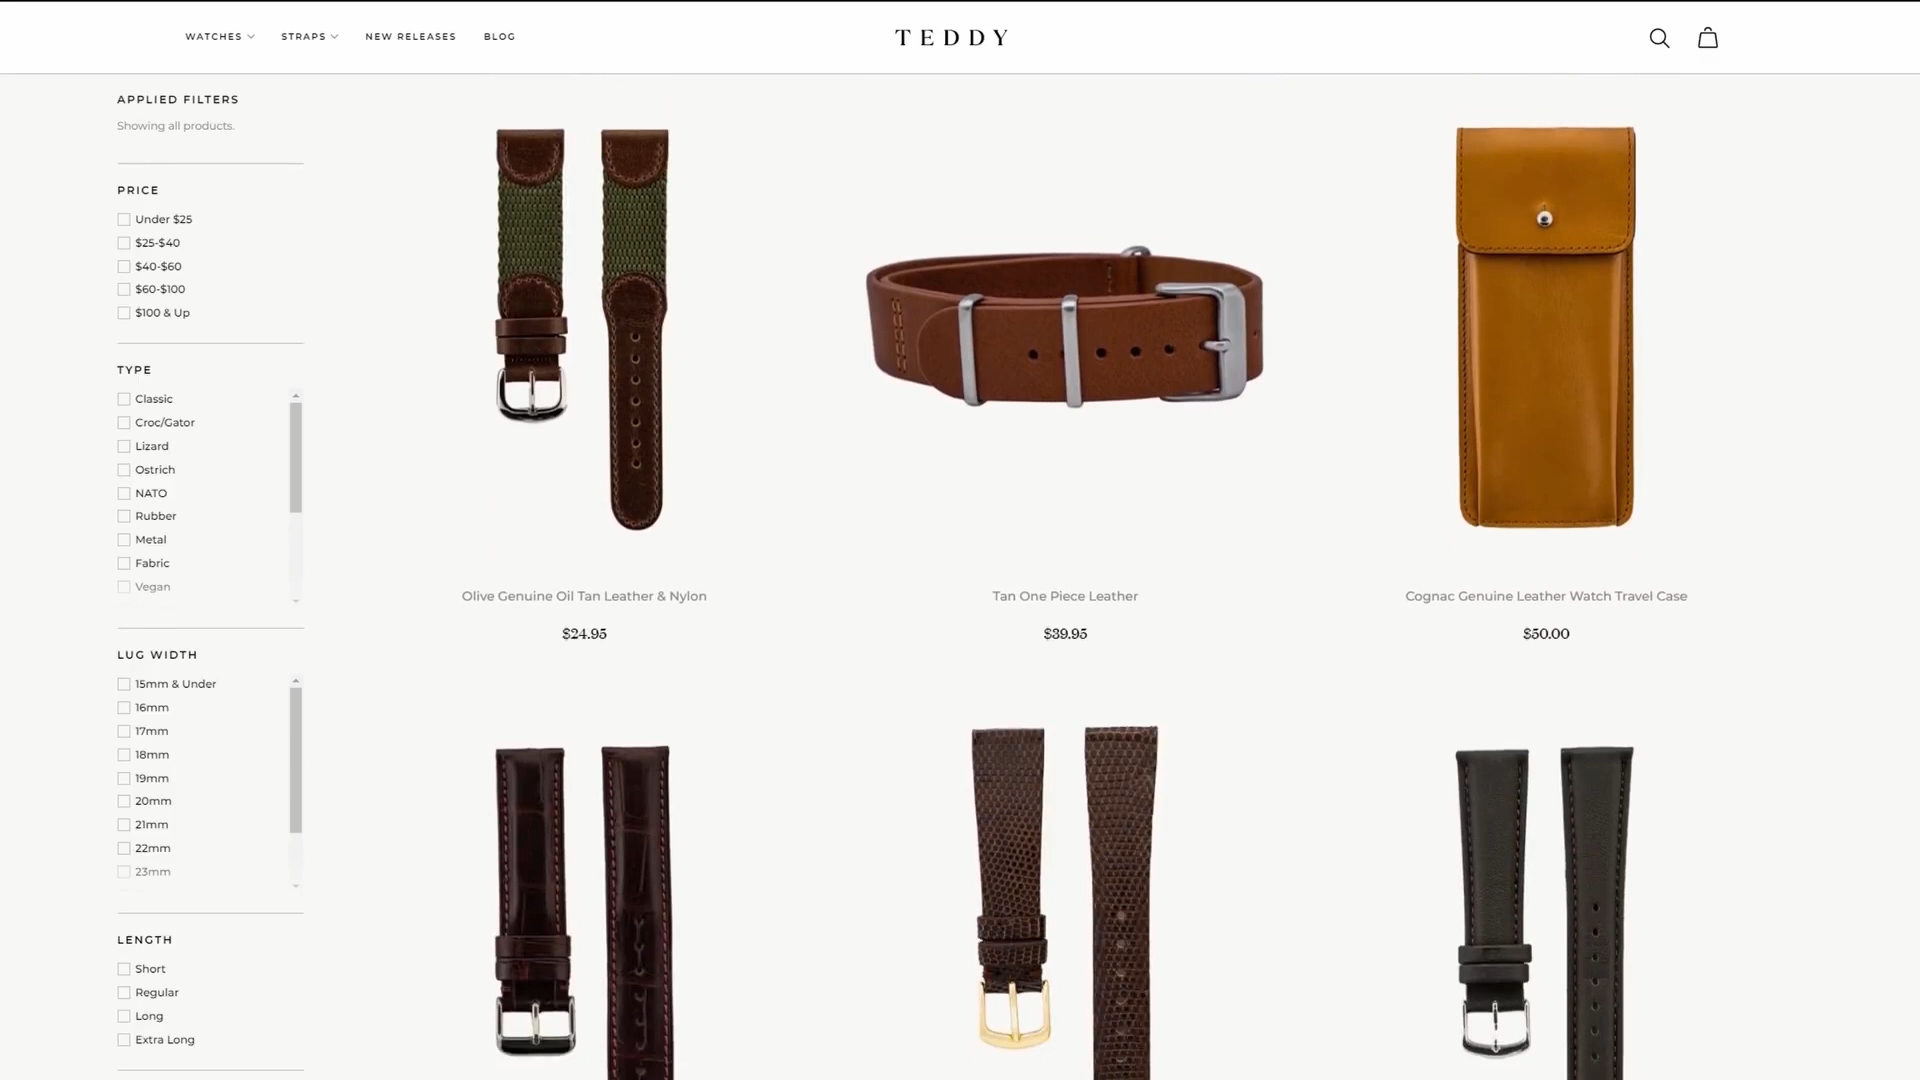 WATCHES
STRAPS
NEW RELEASES
BLOG
TEDDY
APPLIED FILTERS
Showing all products.
PRICE
Under $25
$25-$40
$40-$60
$60-$100
$100 & Up
TYPE
Classic
Croc/Gator
Lizard
Ostrich
NATO
Rubber
Metal
Fabric
Vegan
LUG WIDTH
15mm & Under
16mm
17mm
18mm
19mm
20mm
21mm
22mm
23mm
LENGTH
Short
Regular
Long
Extra Long
Olive Genuine Oil Tan Leather & Nylon
$24.95
Tan One Piece Leather
$39.95
Cognac Genuine Leather Watch Travel Case
$50.00